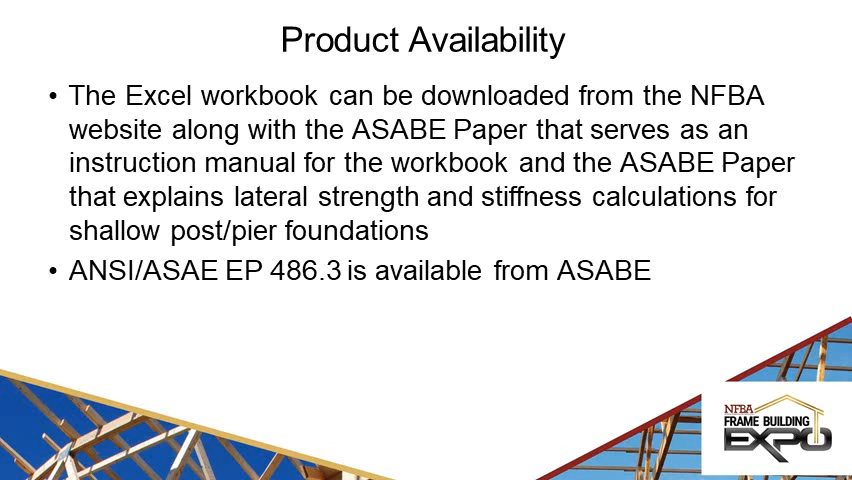 Product Availability
• The Excel workbook can be downloaded from the NFBA
website along with the ASABE Paper that serves as an
instruction manual for the workbook and the ASABE Paper
that explains lateral strength and stiffness calculations for
shallow post/pier foundations
• ANSI/ASAE EP 486.3 is available from ASABE
NFBA
FRAME BUILDING
EXPO